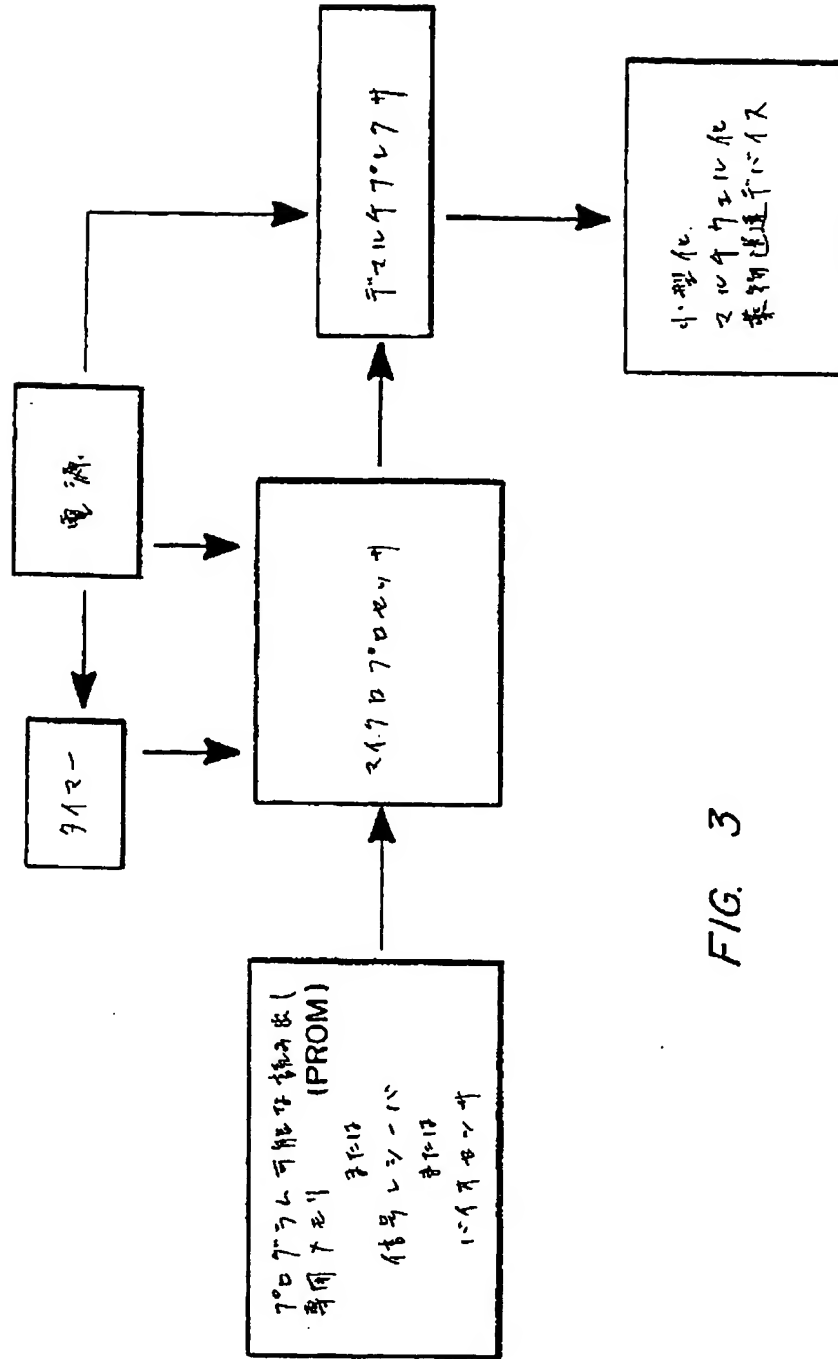 電源
タイマー
マイクロプロセッサ
デマルチプレクサ
プログラム可能な読み出し
専用メモリ (PROM)
または
信号レシーバ
または
バイオセンサ
小型化
マルチウェル化
薬物送達デバイス
FIG. 3